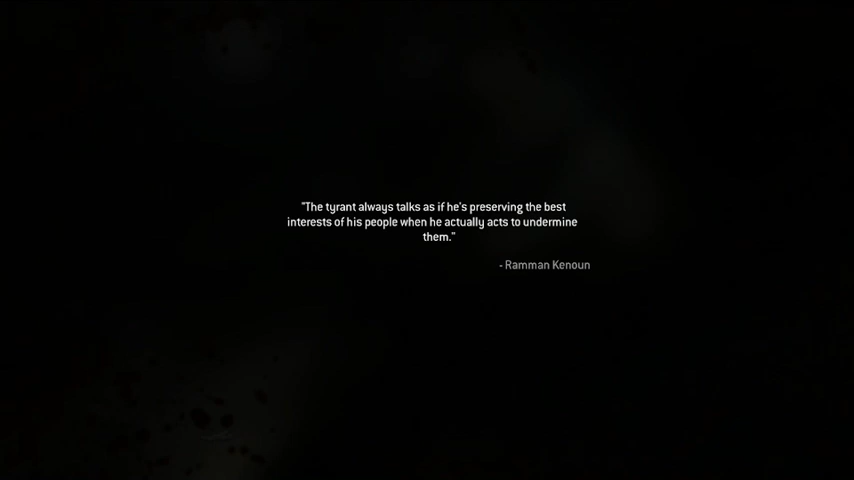 "The tyrant always talks as if he's preserving the best
interests of his people when he actually acts to undermine
them."
- Ramman Kenoun